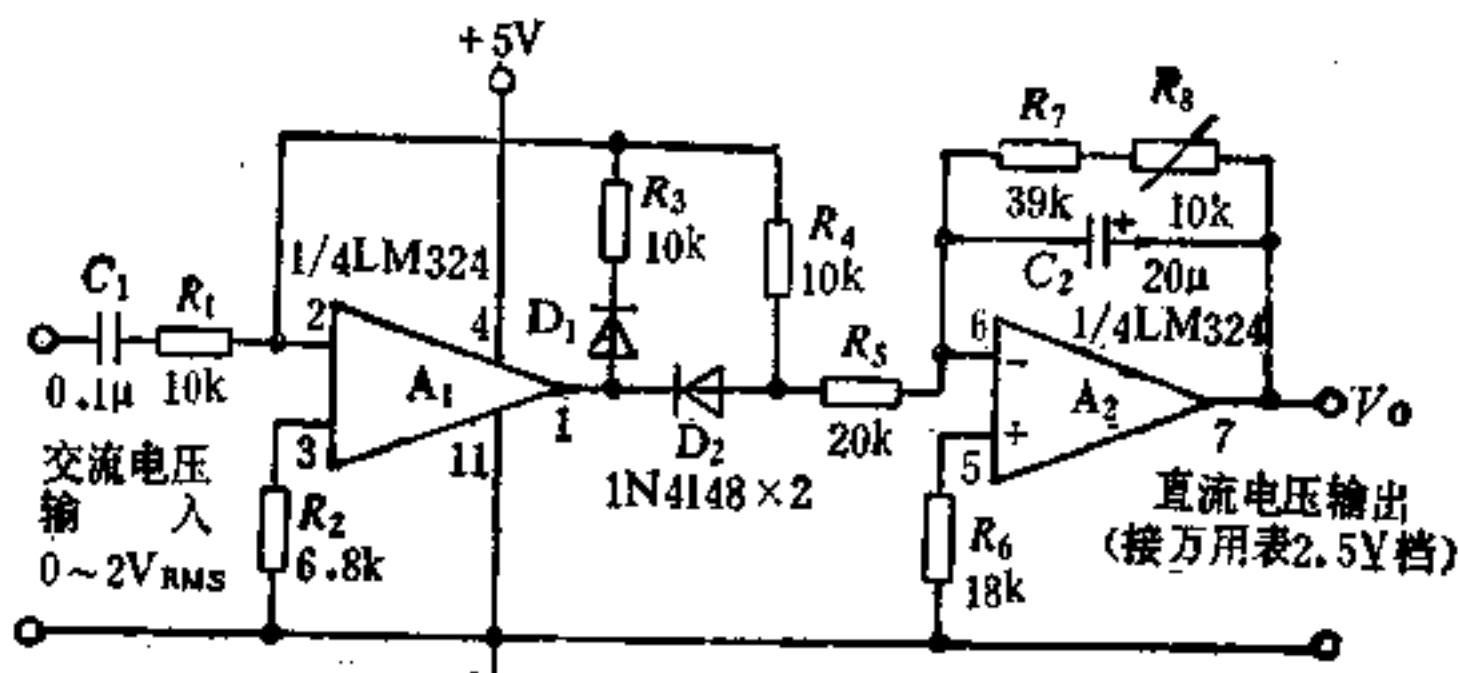 +5V
R7
R8
39k
10k
R3
10k
R4
10k
C2
+
20μ
1/4LM324
C1
R1
0.1μ
10k
2
4
D1
A1
3
11
1
D2
1N4148×2
R5
20k
6
1/4LM324
−
A2
+
5
7
Vo
交流电压
输 入
0~2VRMS
R2
6.8k
R6
18k
直流电压输出
(接万用表2.5V档)